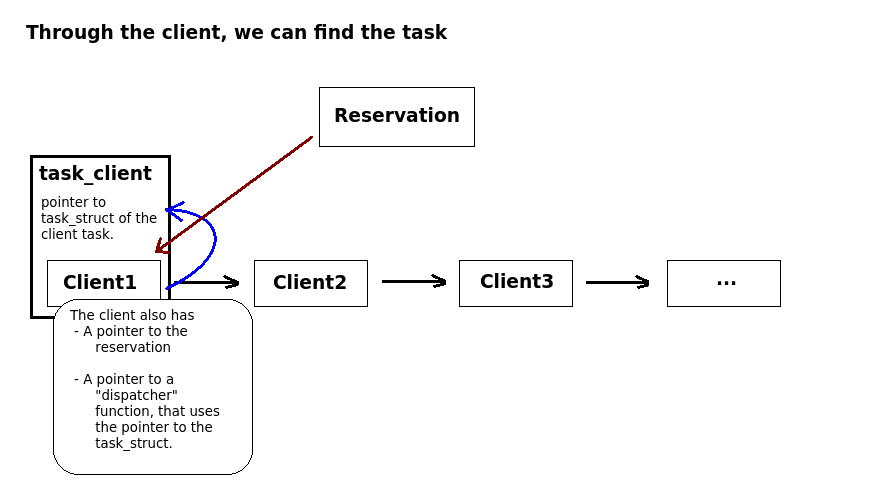 Through the client, we can find the task
Reservation
task_client
pointer to
task_struct of the
client task.
Client1
Client2
Client3
...
The client also has
- A pointer to the
reservation
- A pointer to a
"dispatcher"
function, that uses
the pointer to the
task_struct.